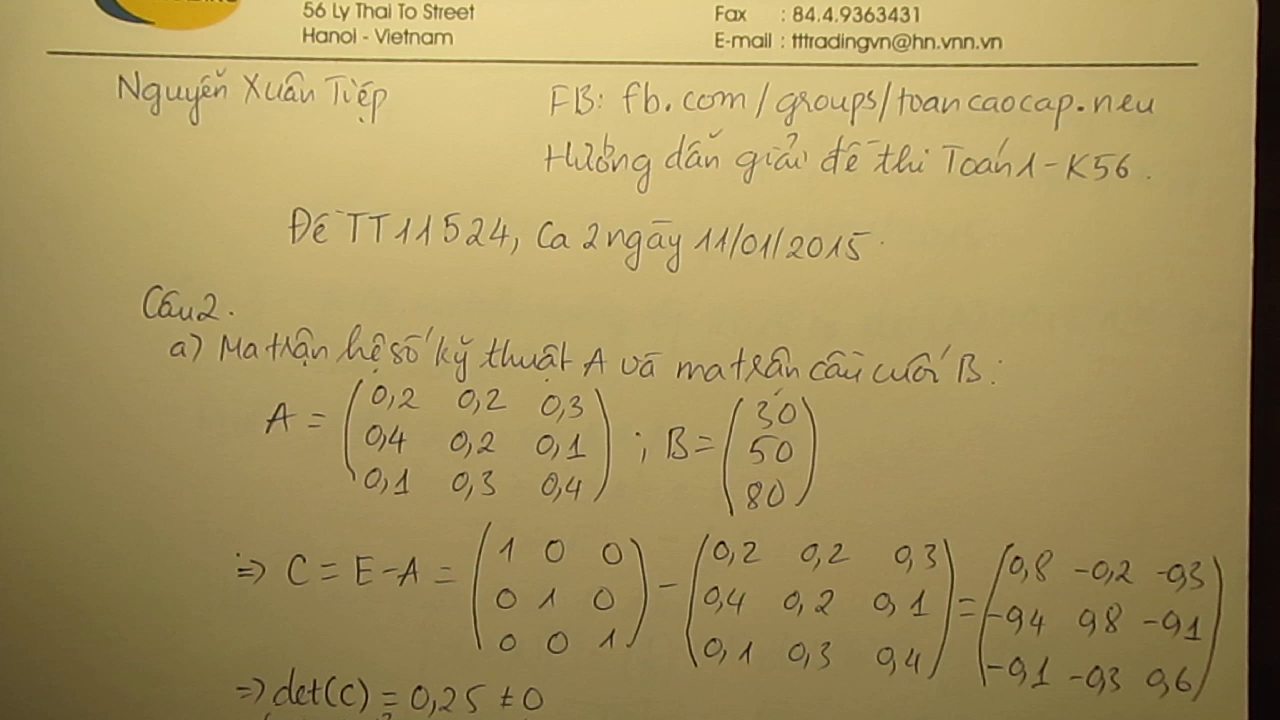 56 Ly Thai To Street
Hanoi - Vietnam
Fax : 84.4.9363431
E-mail : tttradingvn@hn.vnn.vn
Nguyễn Xuân Tiệp
FB: fb.com/groups/toancaocap.neu
Hướng dẫn giải đề thi Toán 1 - K56.
Đề TT11524, Ca 2 ngày 11/01/2015.
Câu 2.
a) Ma trận hệ số kỹ thuật A và ma trận cầu cuối B:
A = ( 0,2 0,2 0,3 ; B = ( 30
0,4 0,2 0,1 50
0,1 0,3 0,4 ) 80 )
=> C = E - A = ( 1 0 0 - ( 0,2 0,2 0,3 = ( 0,8 -0,2 -0,3
0 1 0 0,4 0,2 0,1 -0,4 0,8 -0,1
0 0 1 ) 0,1 0,3 0,4 ) -0,1 -0,3 0,6 )
=> det(C) = 0,25 ≠ 0